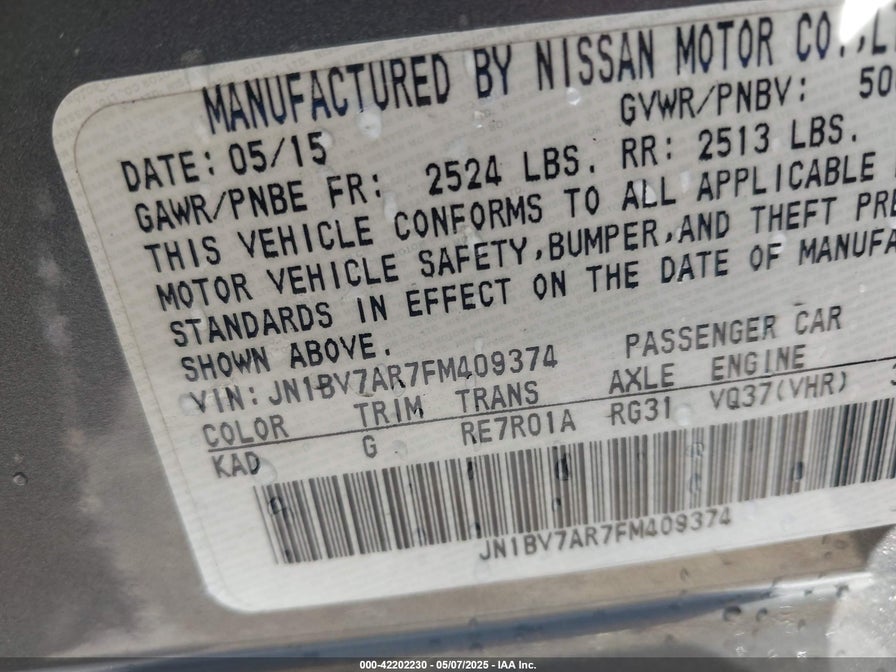 MANUFACTURED BY NISSAN MOTOR CO.,L
GVWR/PNBV: 50
DATE: 05/15
GAWR/PNBE FR: 2524 LBS. RR: 2513 LBS.
THIS VEHICLE CONFORMS TO ALL APPLICABLE
MOTOR VEHICLE SAFETY,BUMPER,AND THEFT PRE
STANDARDS IN EFFECT ON THE DATE OF MANUFA
SHOWN ABOVE.
VIN:JN1BV7AR7FM409374 PASSENGER CAR
COLOR TRIM TRANS AXLE ENGINE
KAD G RE7R01A RG31 VQ37(VHR)
JN1BV7AR7FM409374
000-42202230 - 05/07/2025 - IAA Inc.